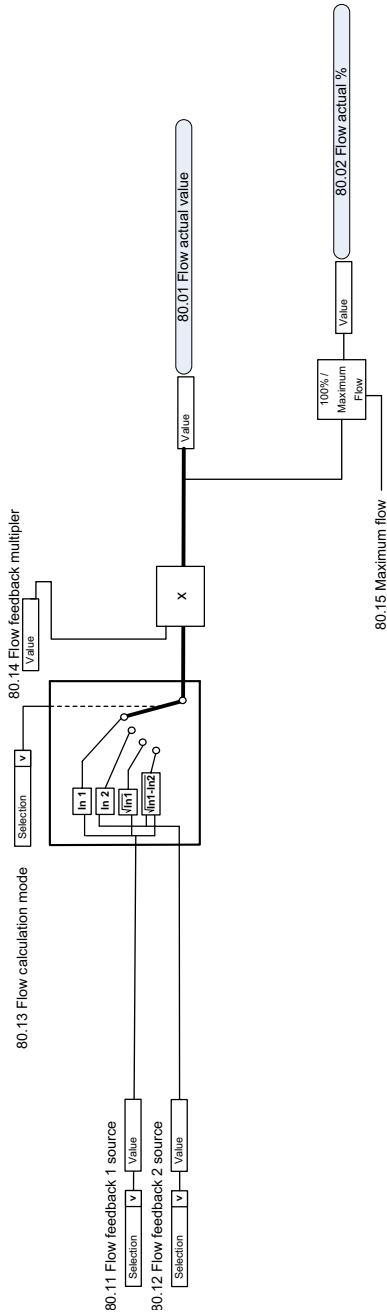 80.11 Flow feedback 1 source
Selection
v
Value
80.12 Flow feedback 2 source
Selection
v
Value
80.13 Flow calculation mode
Selection
v
In 1
In 2
√In1
√In1-In2
80.14 Flow feedback multipler
Value
X
Value
80.01 Flow actual value
80.15 Maximum flow
100% /
Maximum
Flow
Value
80.02 Flow actual %